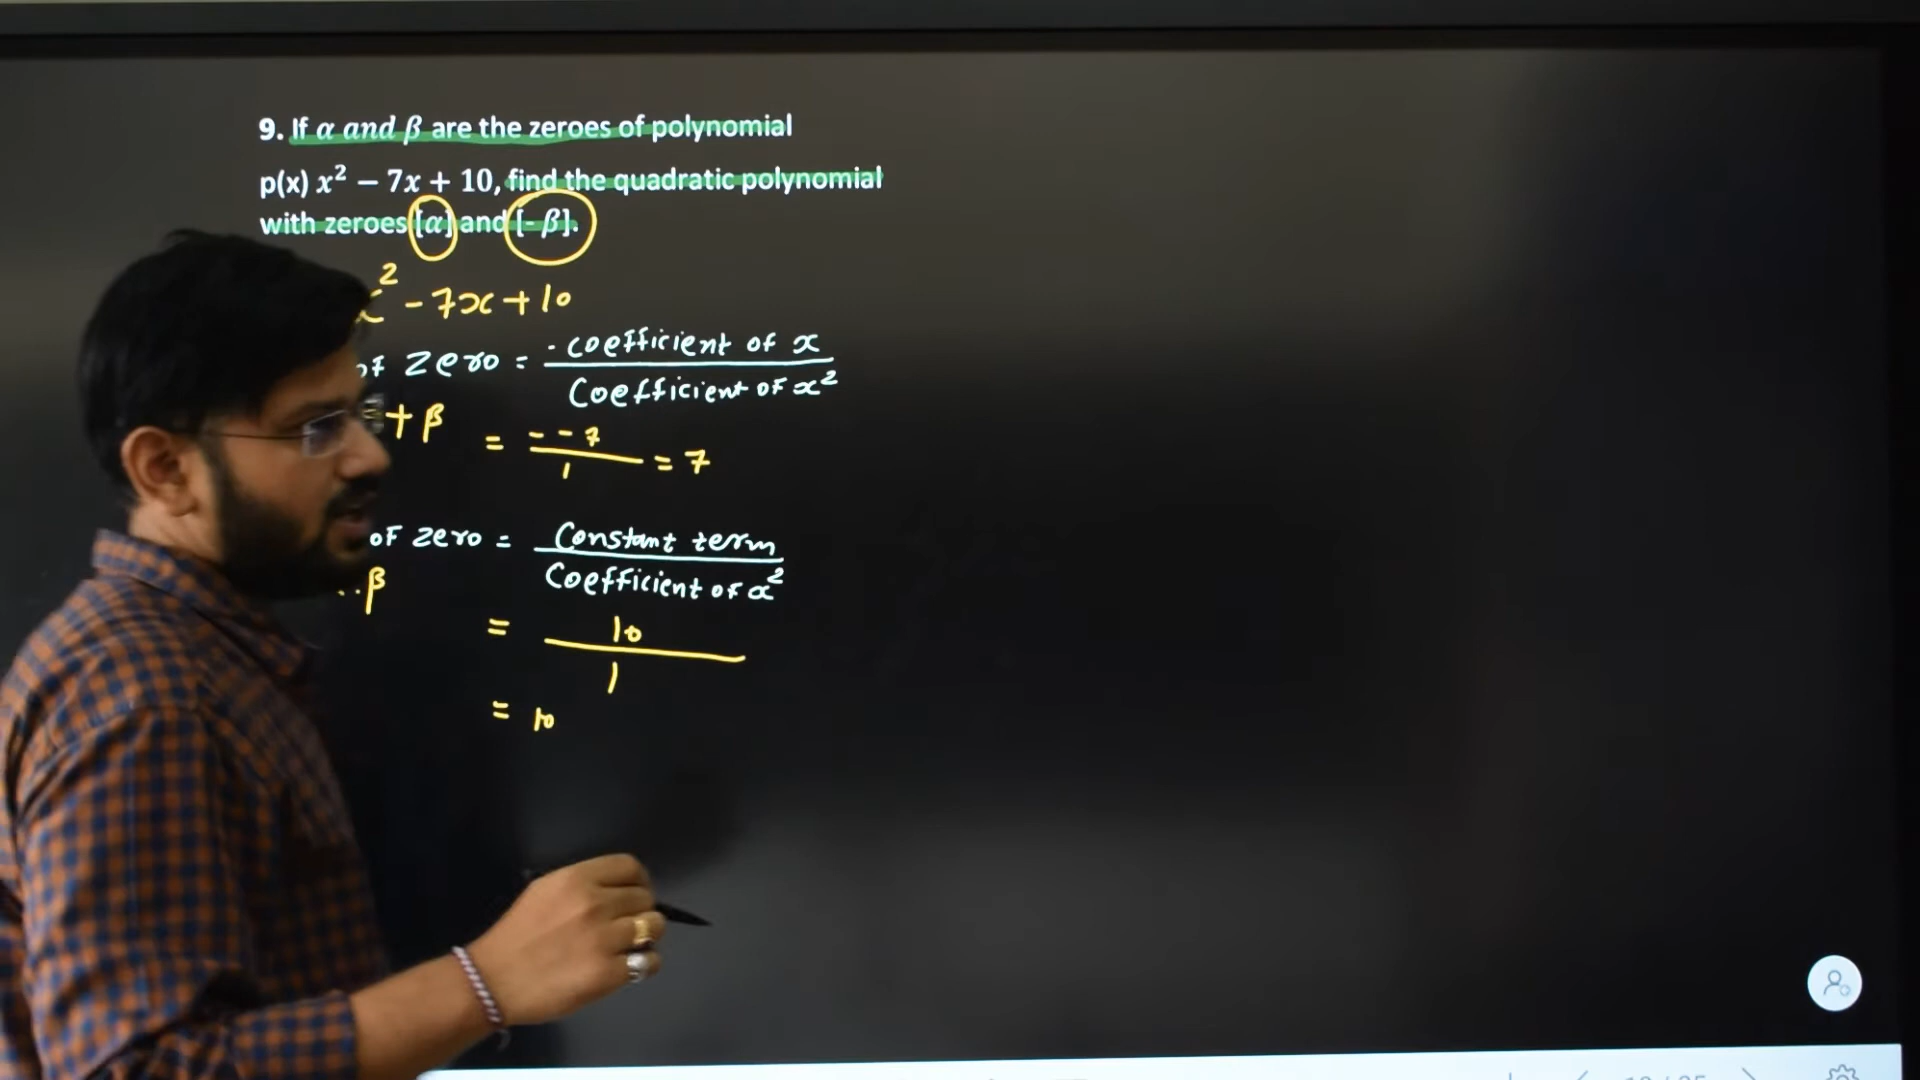 9. If α and β are the zeroes of polynomial
p(x) x² − 7x + 10, find the quadratic polynomial
with zeroes [α] and [- β].
² - 7x + 10
of zero = - coefficient of x / Coefficient of x²
+ β = - - 7 / 1 = 7
of zero = Constant term / Coefficient of x²
. . β
= 10 / 1
= 10